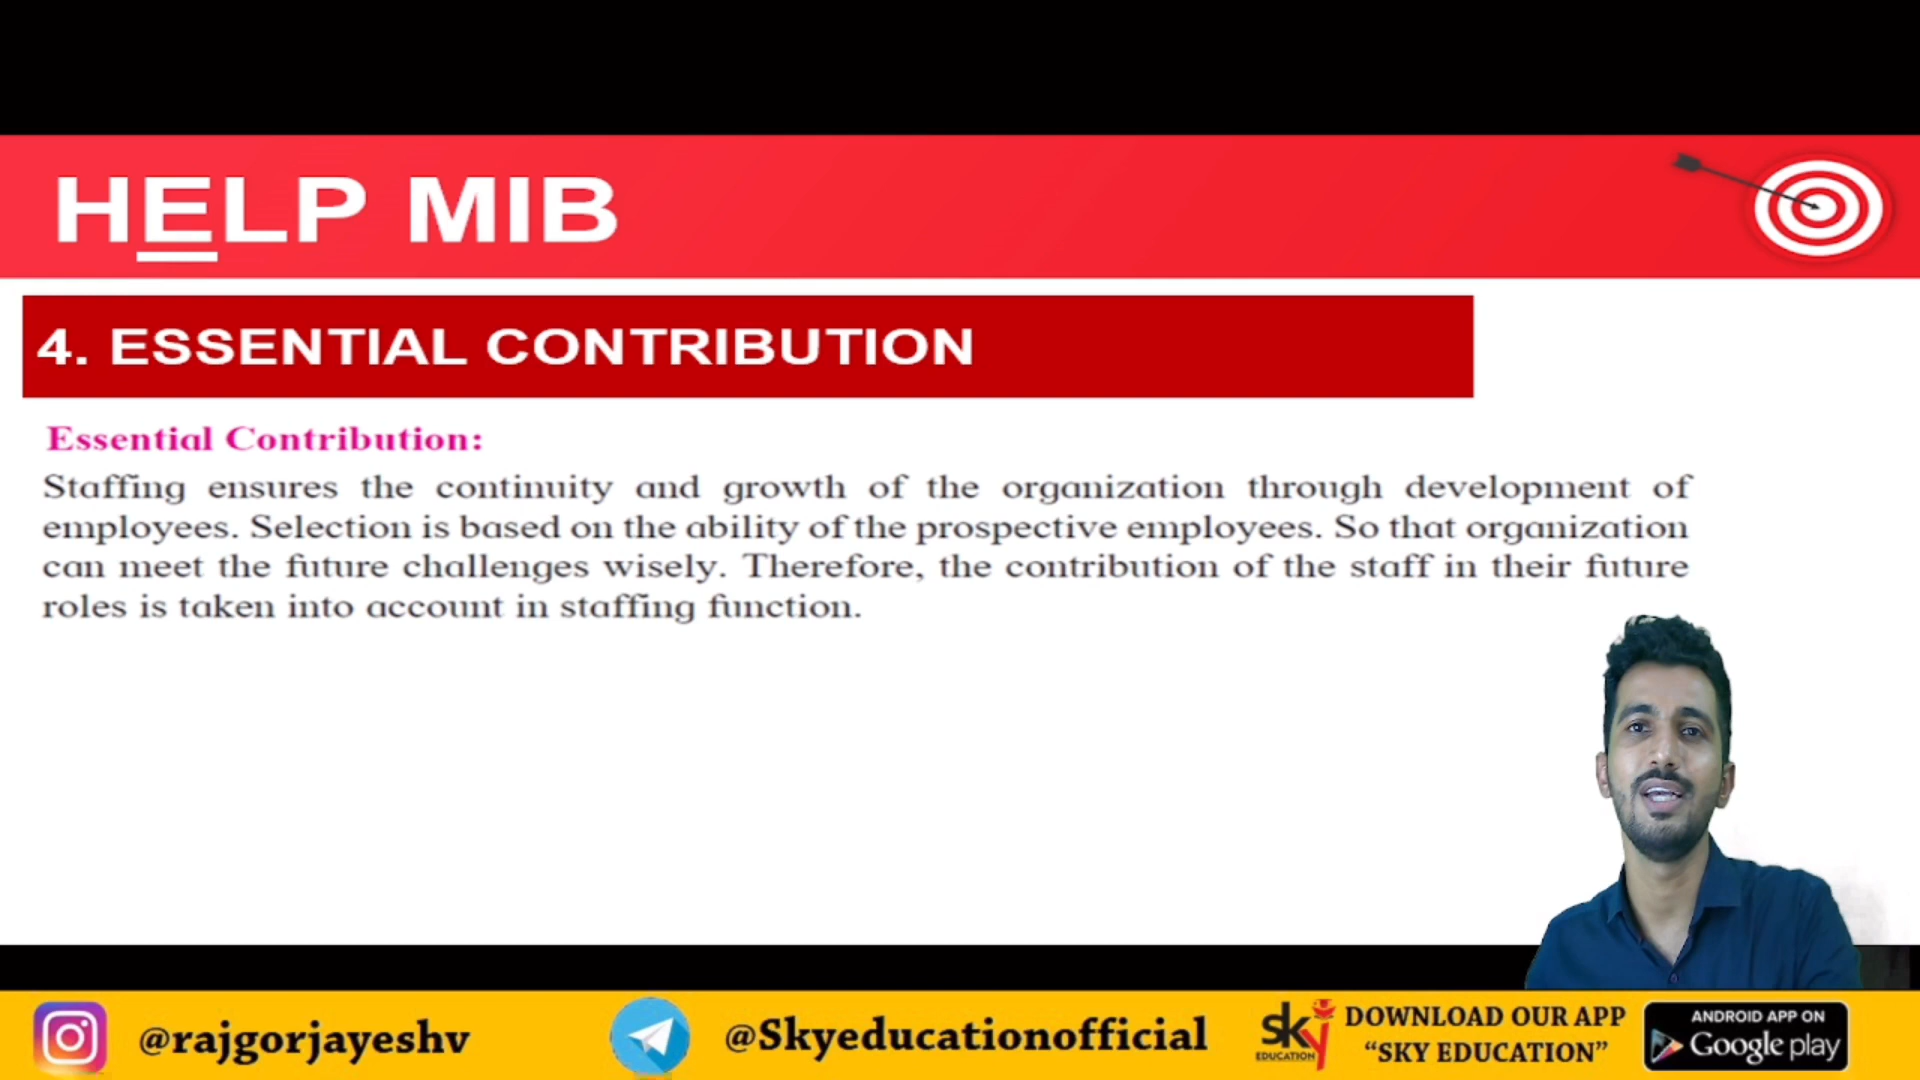 HELP MIB
4. ESSENTIAL CONTRIBUTION
Essential Contribution:
Staffing ensures the continuity and growth of the organization through development of
employees. Selection is based on the ability of the prospective employees. So that organization
can meet the future challenges wisely. Therefore, the contribution of the staff in their future
roles is taken into account in staffing function.
@rajgorjayeshv
@Skyeducationofficial
sky
EDUCATION
DOWNLOAD OUR APP
“SKY EDUCATION”
ANDROID APP ON
Google play